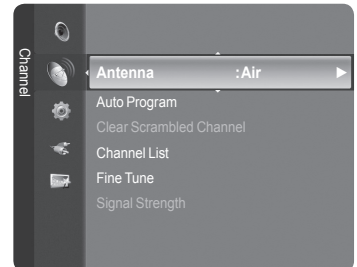 Channel
Antenna :Air
Auto Program
Clear Scrambled Channel
Channel List
Fine Tune
Signal Strength